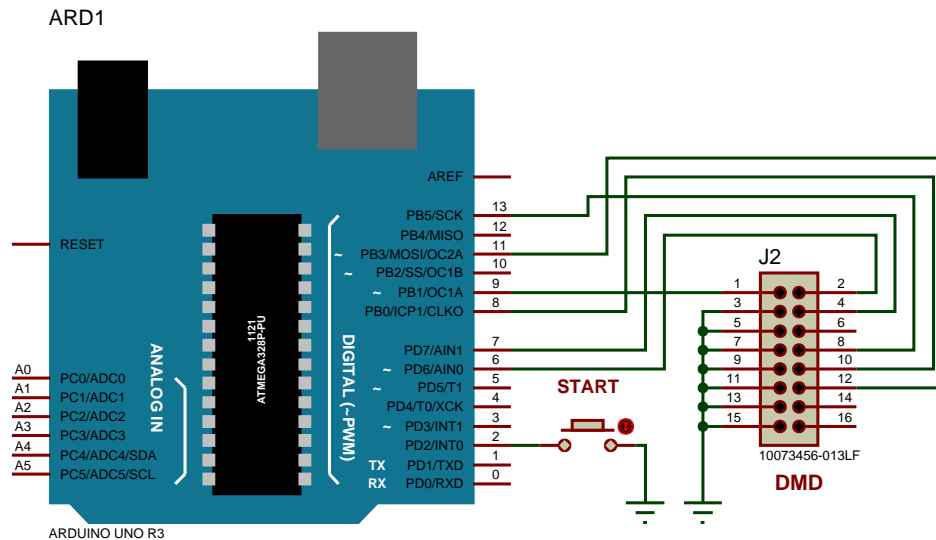 ARD1
AREF
RESET
PB5/SCK 13
PB4/MISO 12
~ PB3/MOSI/OC2A 11
~ PB2/SS/OC1B 10
~ PB1/OC1A 9
PB0/ICP1/CLKO 8
PD7/AIN1 7
~ PD6/AIN0 6
~ PD5/T1 5
PD4/T0/XCK 4
~ PD3/INT1 3
PD2/INT0 2
TX PD1/TXD 1
RX PD0/RXD 0
1121
ATMEGA328P-PU
DIGITAL (~PWM)
ANALOG IN
A0 PC0/ADC0
A1 PC1/ADC1
A2 PC2/ADC2
A3 PC3/ADC3
A4 PC4/ADC4/SDA
A5 PC5/ADC5/SCL
ARDUINO UNO R3
START
J2
1 2
3 4
5 6
7 8
9 10
11 12
13 14
15 16
10073456-013LF
DMD